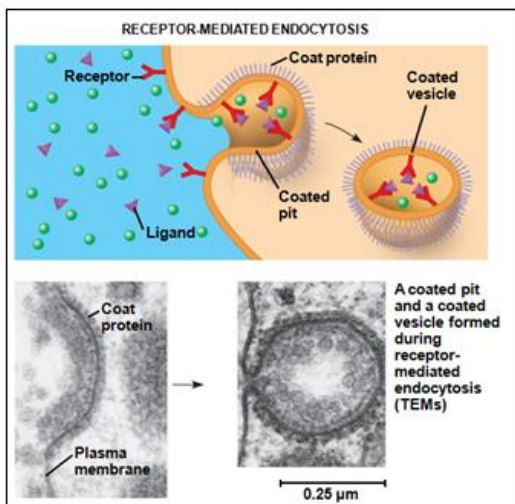 RECEPTOR-MEDIATED ENDOCYTOSIS
Coat protein
Receptor
Coated
vesicle
Coated
pit
Ligand
Coat
protein
A coated pit
and a coated
vesicle formed
during
receptor-
mediated
endocytosis
(TEMs)
Plasma
membrane
0.25 µm